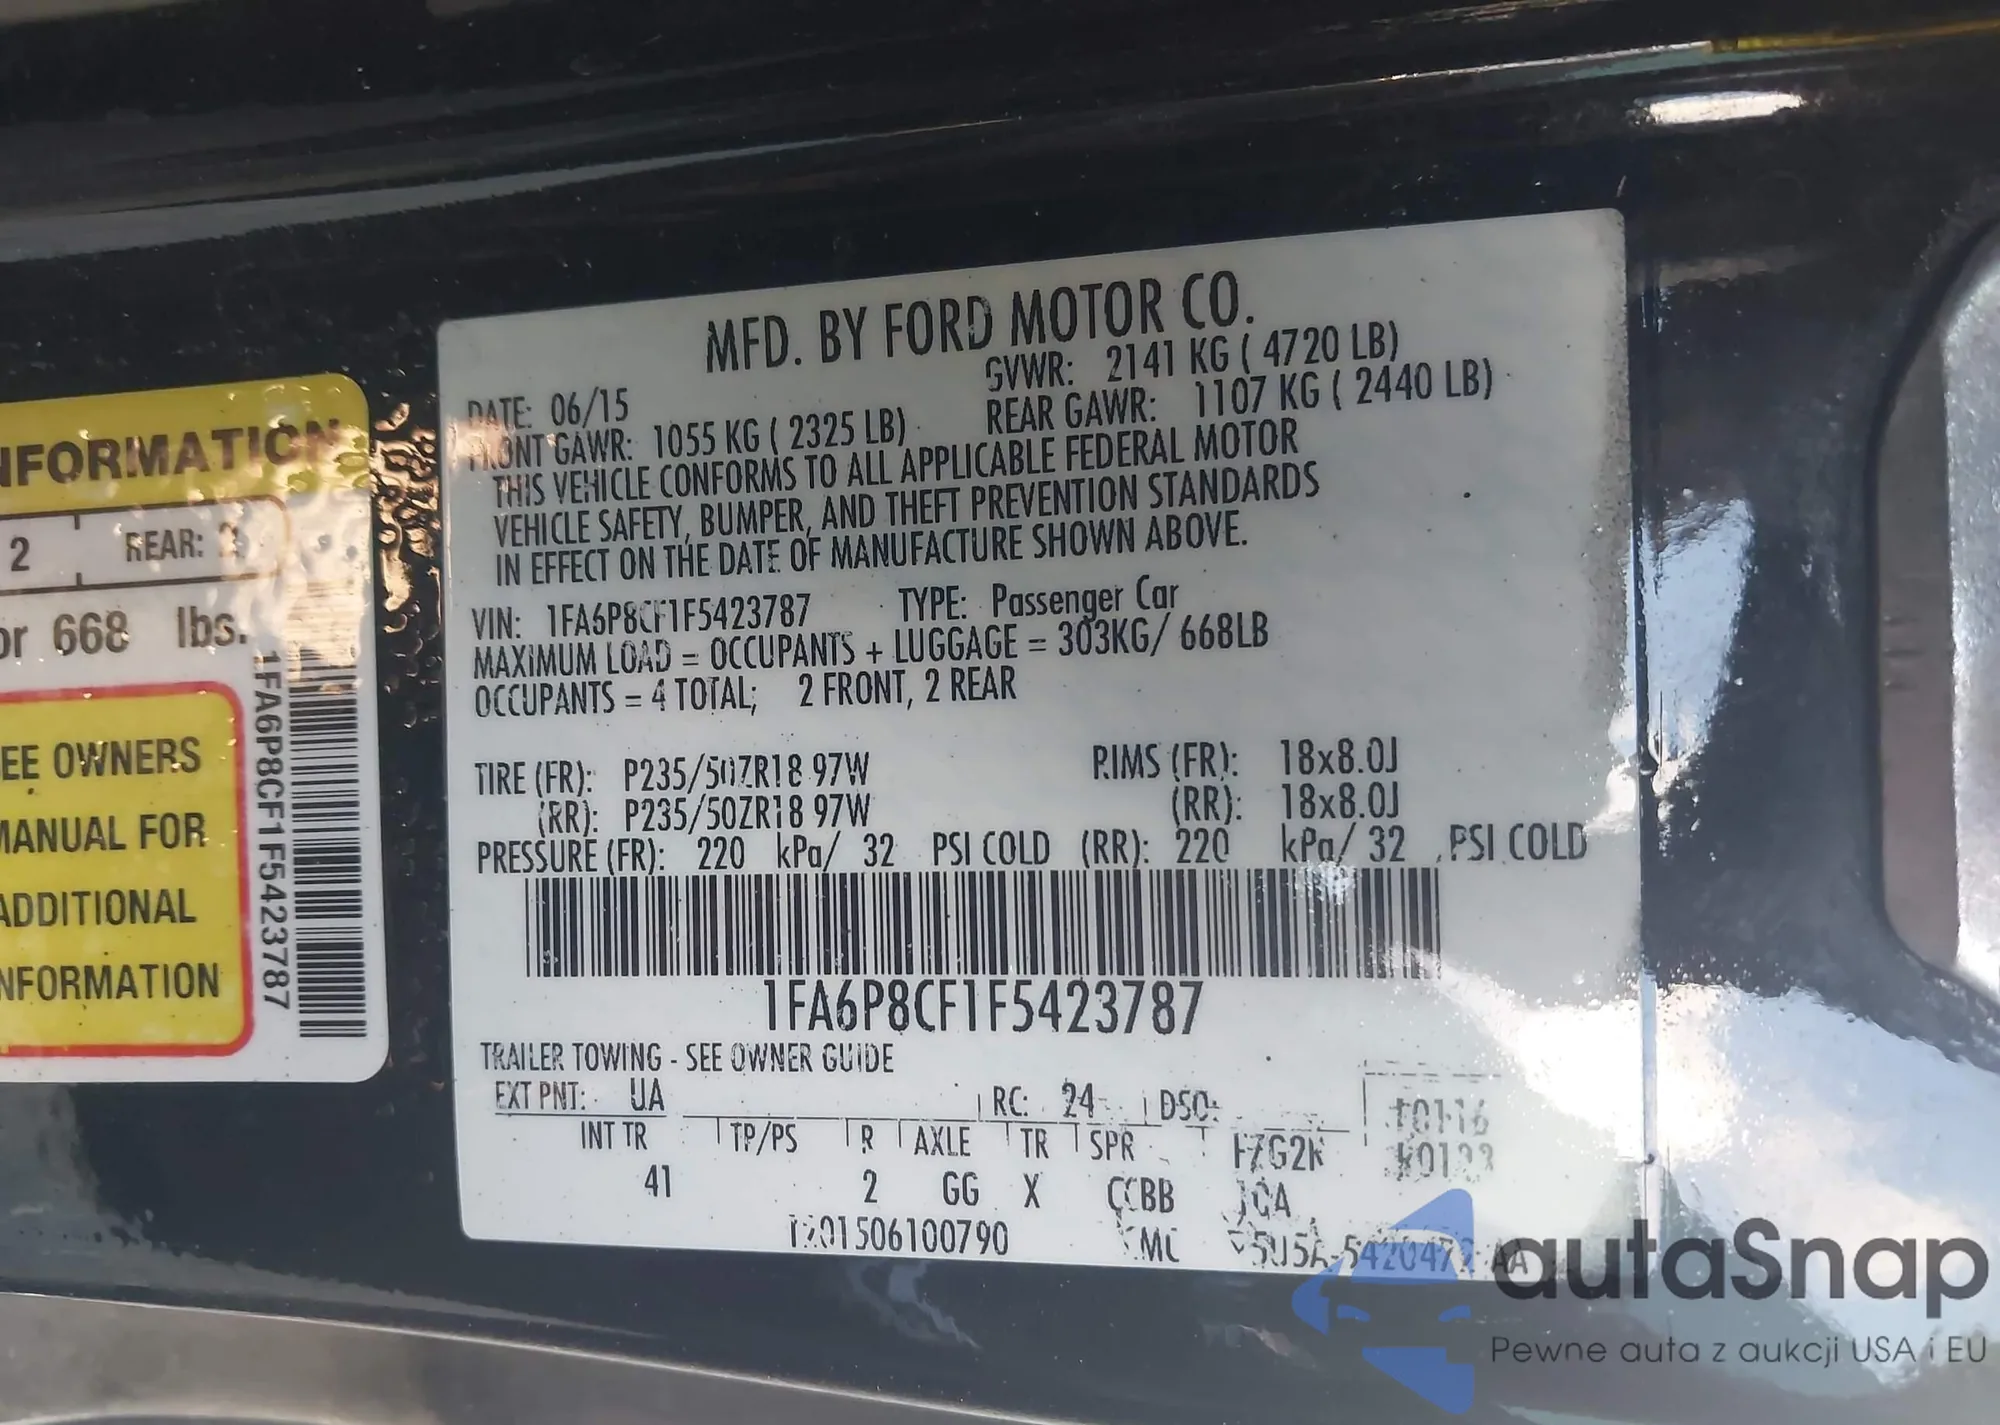 NFORMATION
2 REAR: 2
or 668 lbs.
EE OWNERS
MANUAL FOR
ADDITIONAL
NFORMATION
1FA6P8CF1F5423787
MFD. BY FORD MOTOR CO.
DATE: 06/15 GVWR: 2141 KG ( 4720 LB)
FRONT GAWR: 1055 KG ( 2325 LB) REAR GAWR: 1107 KG ( 2440 LB)
THIS VEHICLE CONFORMS TO ALL APPLICABLE FEDERAL MOTOR
VEHICLE SAFETY, BUMPER, AND THEFT PREVENTION STANDARDS
IN EFFECT ON THE DATE OF MANUFACTURE SHOWN ABOVE.
VIN: 1FA6P8CF1F5423787 TYPE: Passenger Car
MAXIMUM LOAD = OCCUPANTS + LUGGAGE = 303KG/ 668LB
OCCUPANTS = 4 TOTAL; 2 FRONT, 2 REAR
TIRE (FR): P235/50ZR18 97W RIMS (FR): 18x8.0J
(RR): P235/50ZR18 97W (RR): 18x8.0J
PRESSURE (FR): 220 kPa/ 32 PSI COLD (RR): 220 kPa/ 32 PSI COLD
1FA6P8CF1F5423787
TRAILER TOWING - SEE OWNER GUIDE
EXT PNT: UA RC: 24 DSO:
INT TR TP/PS R AXLE TR SPR
41 2 GG X CCBB
autaSnap
Pewne auta z aukcji USA i EU